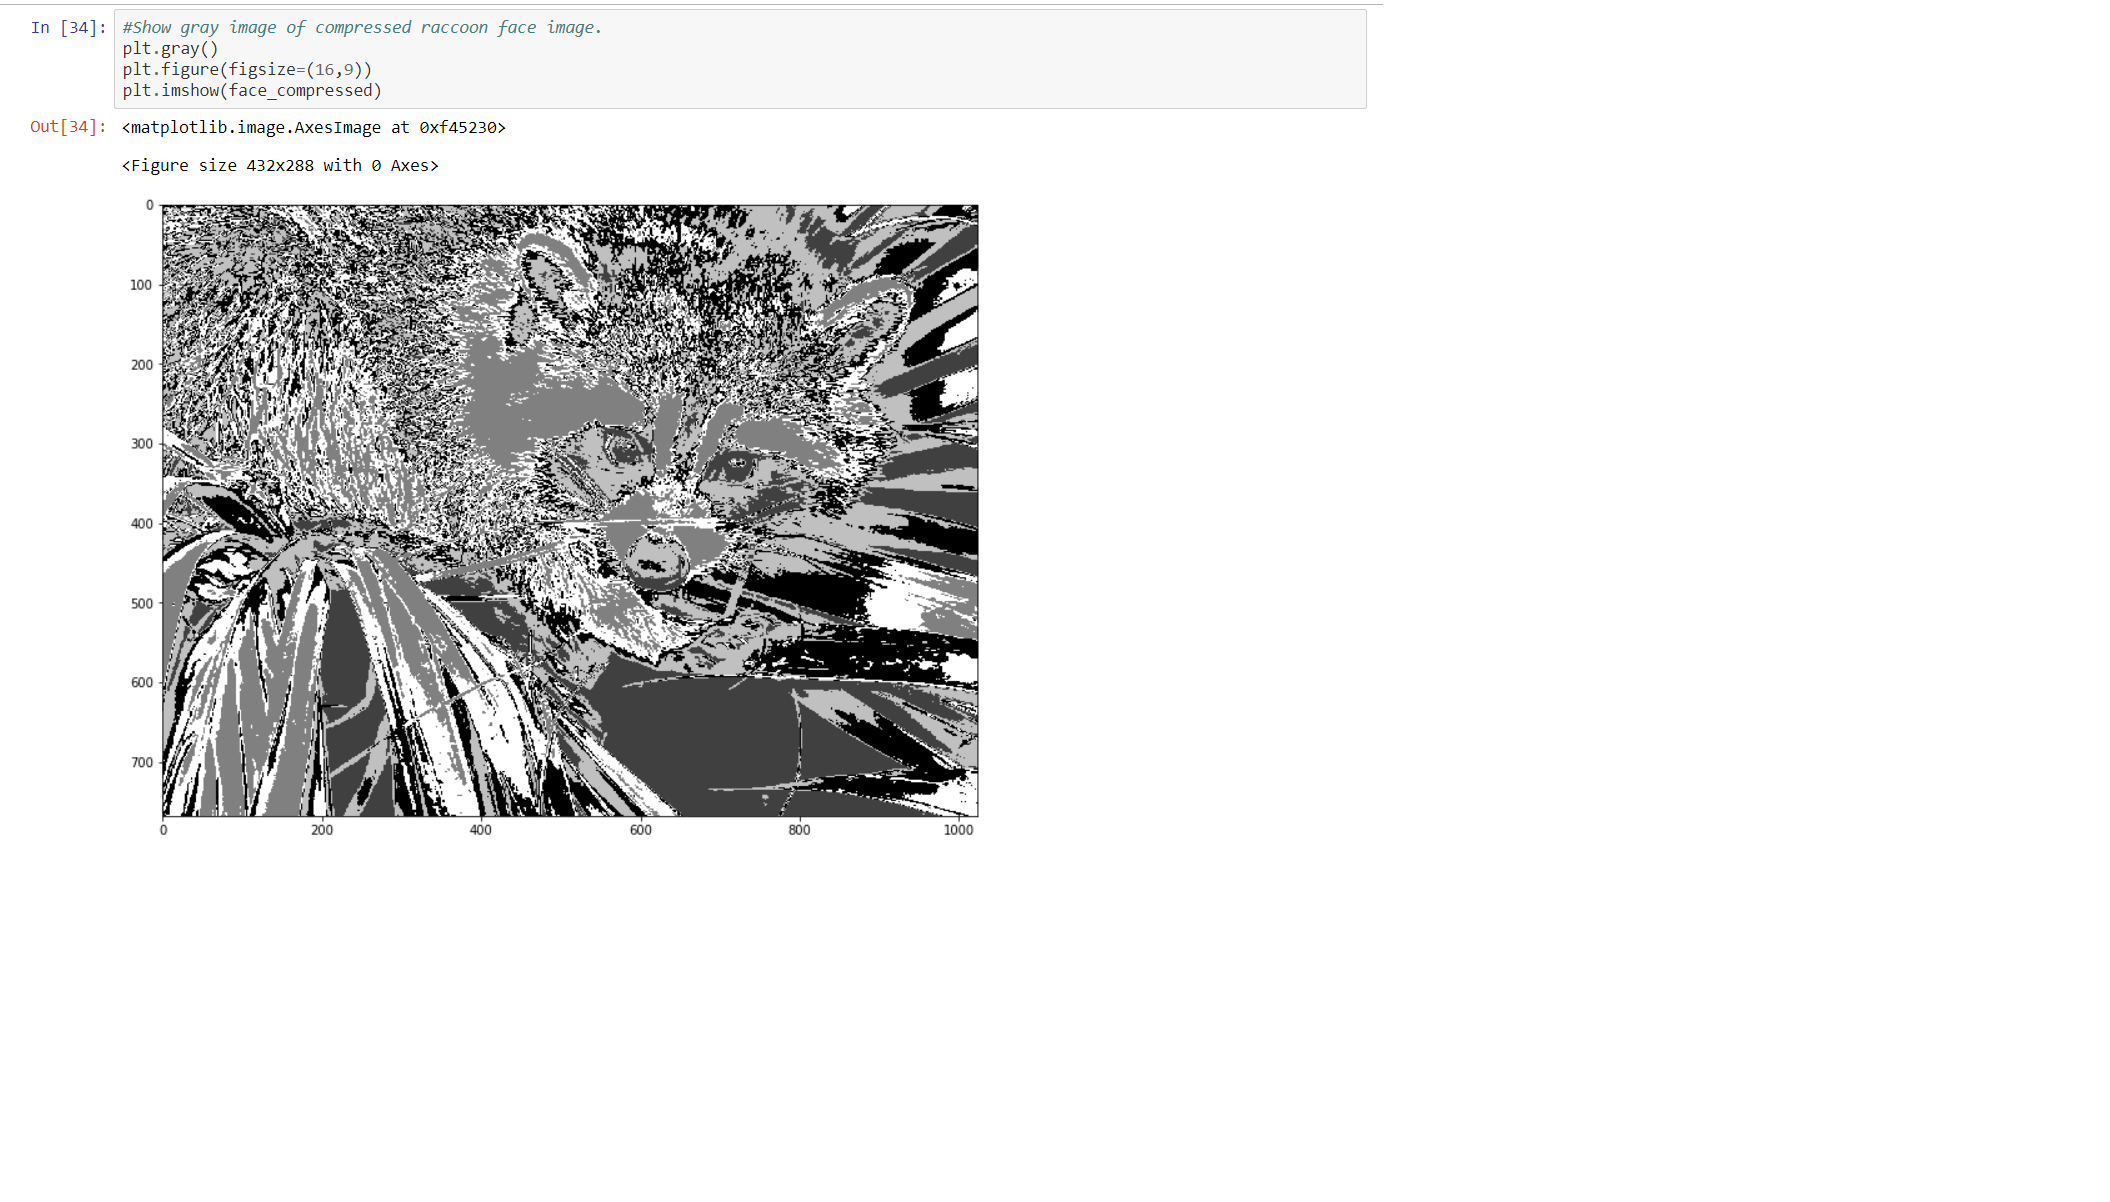 In [34]: #Show gray image of compressed raccoon face image.
plt.gray()
plt.figure(figsize=(16,9))
plt.imshow(face_compressed)
Out[34]: <matplotlib.image.AxesImage at 0xf45230>
<Figure size 432x288 with 0 Axes>
0
100
200
300
400
500
600
700
0 200 400 600 800 1000